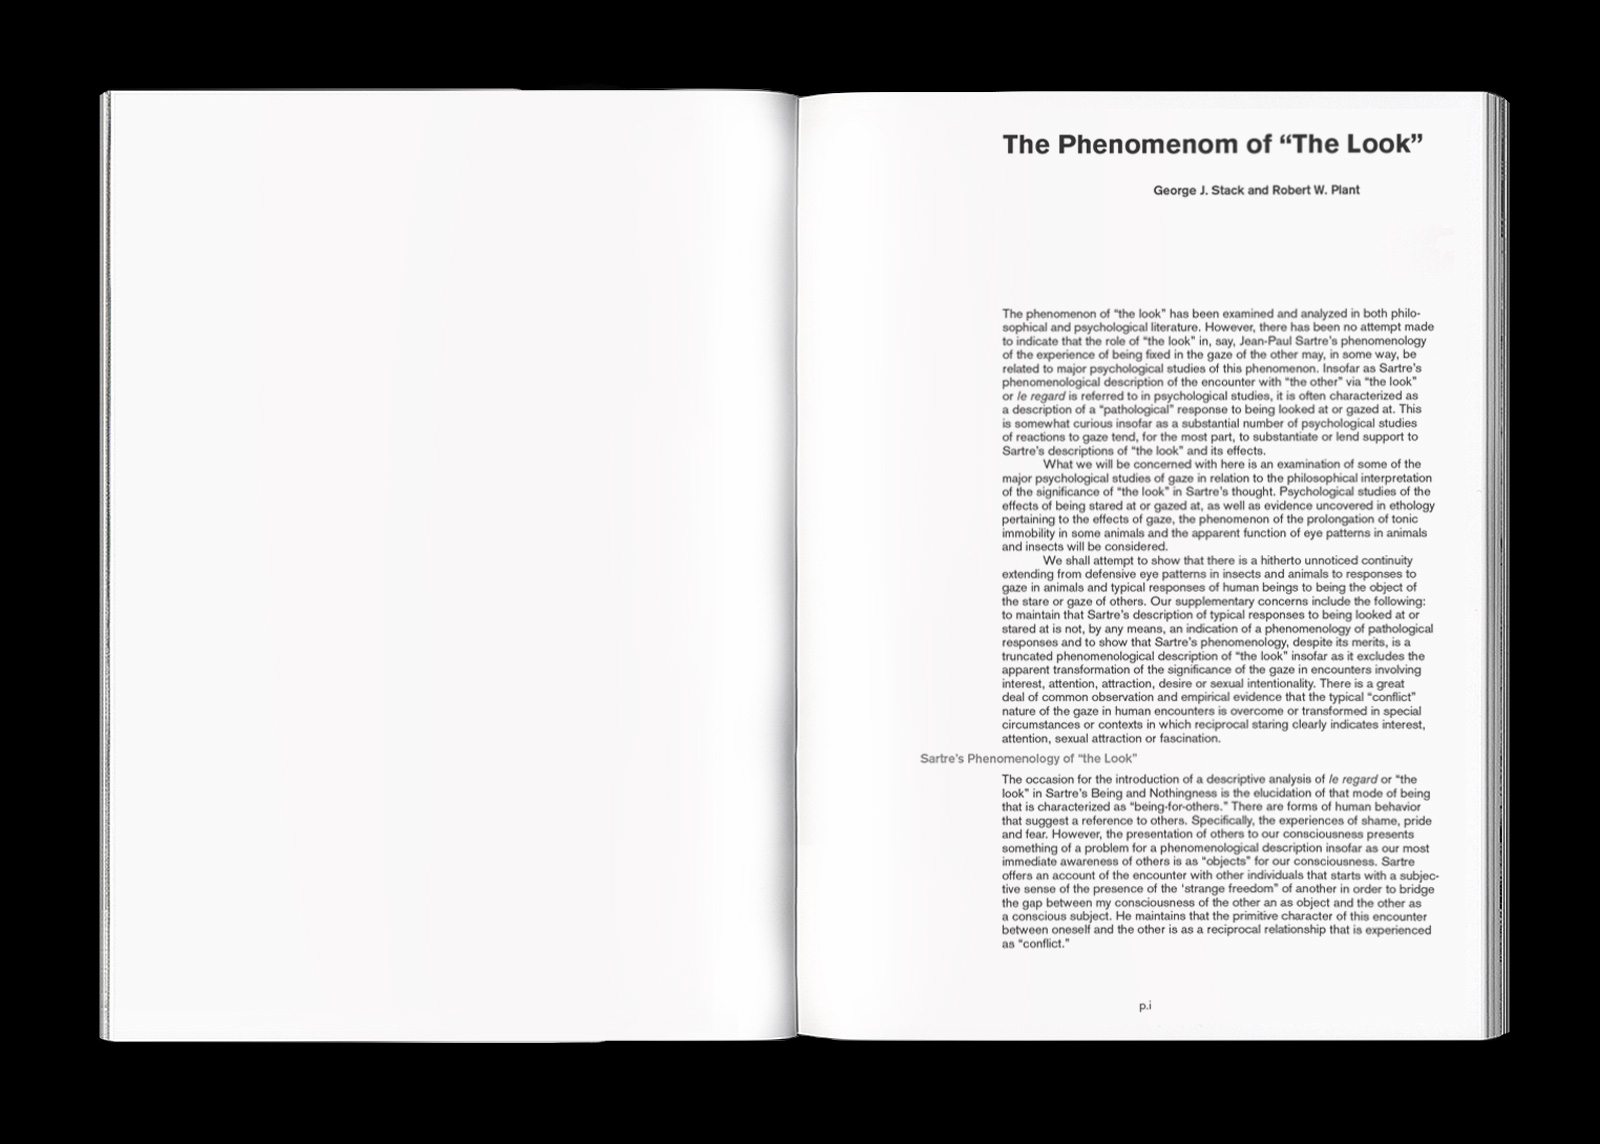 The Phenomenom of “The Look”
George J. Stack and Robert W. Plant
The phenomenon of “the look” has been examined and analyzed in both philo-
sophical and psychological literature. However, there has been no attempt made
to indicate that the role of “the look” in, say, Jean-Paul Sartre’s phenomenology
of the experience of being fixed in the gaze of the other may, in some way, be
related to major psychological studies of this phenomenon. Insofar as Sartre’s
phenomenological description of the encounter with “the other” via “the look”
or le regard is referred to in psychological studies, it is often characterized as
a description of a “pathological” response to being looked at or gazed at. This
is somewhat curious insofar as a substantial number of psychological studies
of reactions to gaze tend, for the most part, to substantiate or lend support to
Sartre’s descriptions of “the look” and its effects.
What we will be concerned with here is an examination of some of the
major psychological studies of gaze in relation to the philosophical interpretation
of the significance of “the look” in Sartre’s thought. Psychological studies of the
effects of being stared at or gazed at, as well as evidence uncovered in ethology
pertaining to the effects of gaze, the phenomenon of the prolongation of tonic
immobility in some animals and the apparent function of eye patterns in animals
and insects will be considered.
We shall attempt to show that there is a hitherto unnoticed continuity
extending from defensive eye patterns in insects and animals to responses to
gaze in animals and typical responses of human beings to being the object of
the stare or gaze of others. Our supplementary concerns include the following:
to maintain that Sartre’s description of typical responses to being looked at or
stared at is not, by any means, an indication of a phenomenology of pathological
responses and to show that Sartre’s phenomenology, despite its merits, is a
truncated phenomenological description of “the look” insofar as it excludes the
apparent transformation of the significance of the gaze in encounters involving
interest, attention, attraction, desire or sexual intentionality. There is a great
deal of common observation and empirical evidence that the typical “conflict”
nature of the gaze in human encounters is overcome or transformed in special
circumstances or contexts in which reciprocal staring clearly indicates interest,
attention, sexual attraction or fascination.
Sartre’s Phenomenology of “the Look”
The occasion for the introduction of a descriptive analysis of le regard or “the
look” in Sartre’s Being and Nothingness is the elucidation of that mode of being
that is characterized as “being-for-others.” There are forms of human behavior
that suggest a reference to others. Specifically, the experiences of shame, pride
and fear. However, the presentation of others to our consciousness presents
something of a problem for a phenomenological description insofar as our most
immediate awareness of others is as “objects” for our consciousness. Sartre
offers an account of the encounter with other individuals that starts with a subjec-
tive sense of the presence of the ‘strange freedom” of another in order to bridge
the gap between my consciousness of the other an as object and the other as
a conscious subject. He maintains that the primitive character of this encounter
between oneself and the other is as a reciprocal relationship that is experienced
as “conflict.”
p.i